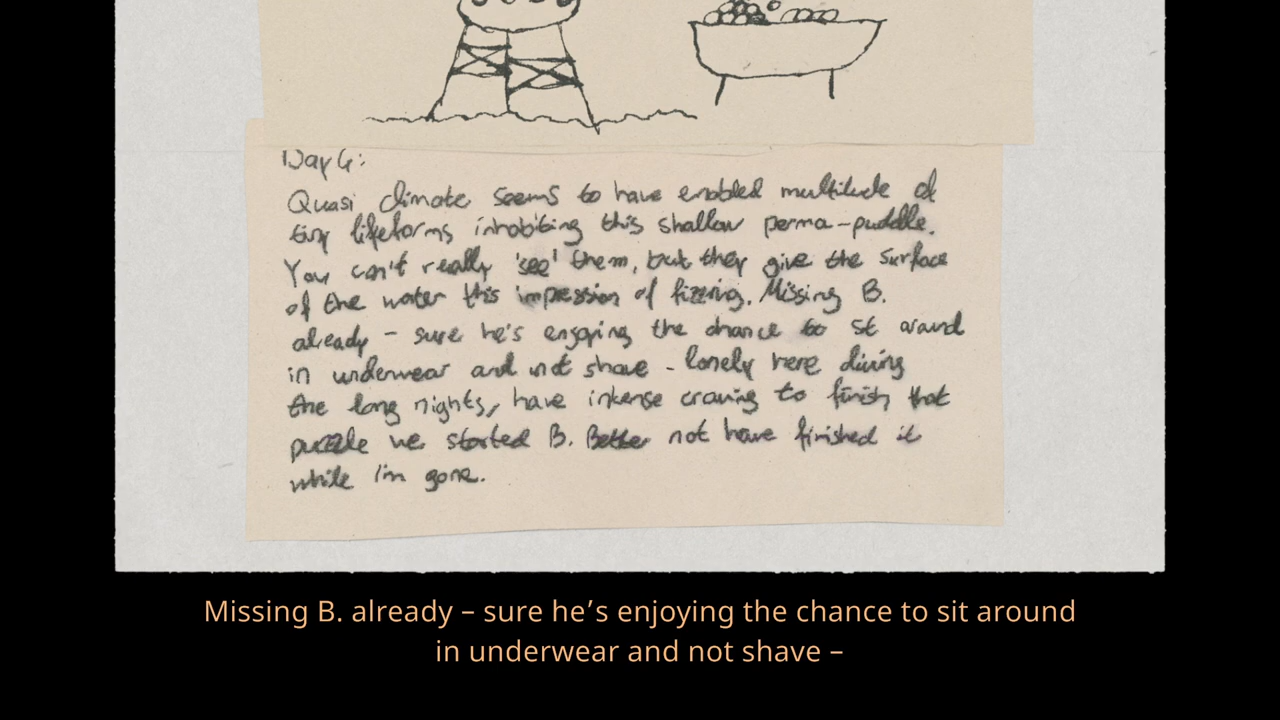 Day 6:
Quasi climate seems to have enabled multitude of
tiny lifeforms inhabiting this shallow perma-puddle.
You can't really 'see' them, but they give the surface
of the water this impression of fizzing. Missing B.
already - sure he's enjoying the chance to sit around
in underwear and not shave - lonely here diving
the long nights, have intense craving to finish that
puzzle we started B. Better not have finished it
while I'm gone.
Missing B. already – sure he's enjoying the chance to sit around
in underwear and not shave –